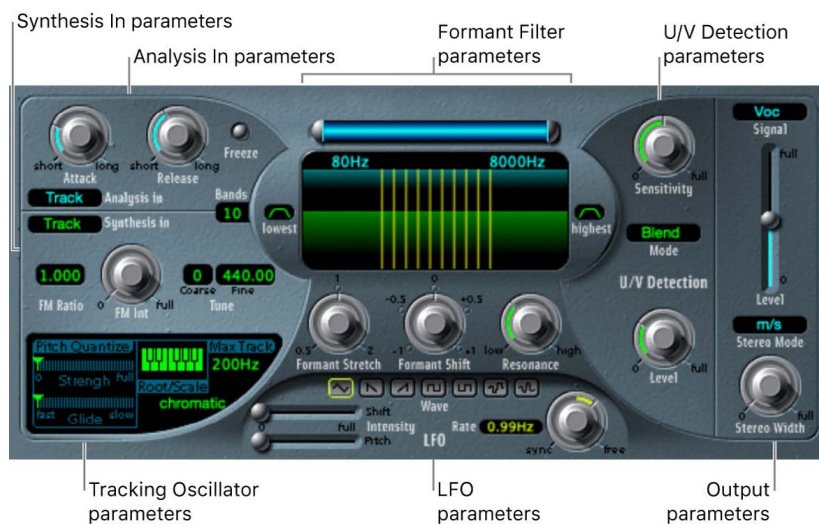 Synthesis In parameters
Analysis In parameters
Formant Filter
parameters
U/V Detection
parameters
short
long
Attack
short
long
Release
Freeze
Track
Analysis in
Track
Synthesis in
Bands
10
lowest
80Hz
8000Hz
highest
1.000
FM Ratio
0
full
FM Int
0
Coarse
440.00
Fine
Tune
Pitch Quantize
0
Strengh
full
fast
Glide
slow
Max Track
200Hz
Root/Scale
chromatic
1
0.5
2
Formant Stretch
0
-0.5
+0.5
-1
+1
Formant Shift
low
high
Resonance
Wave
Shift
0
full
Intensity
Pitch
LFO
Rate
0.99Hz
sync
free
0
full
Sensitivity
Blend
Mode
U/V Detection
0
full
Level
Voc
Signal
full
0
Level
m/s
Stereo Mode
0
full
Stereo Width
Tracking Oscillator
parameters
LFO
parameters
Output
parameters